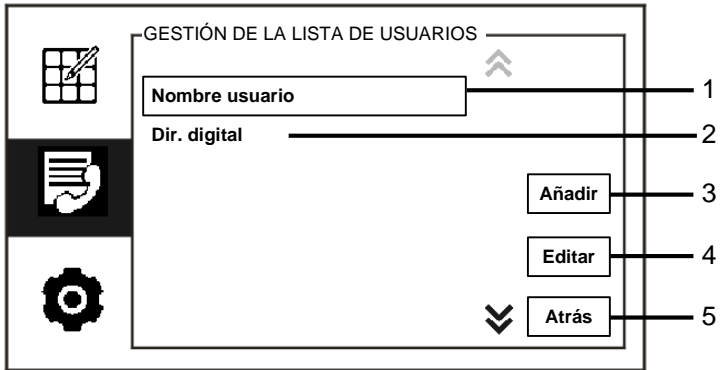 GESTIÓN DE LA LISTA DE USUARIOS
Nombre usuario
1
Dir. digital
2
Añadir
3
Editar
4
Atrás
5